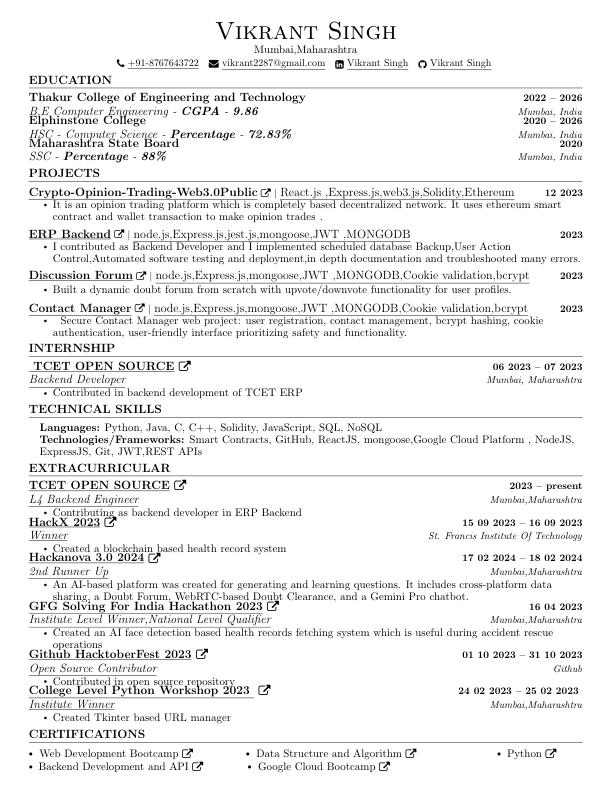 Vikrant Singh
Mumbai,Maharashtra
+91-8767643722 vikrant2287@gmail.com Vikrant Singh Vikrant Singh
EDUCATION
Thakur College of Engineering and Technology 2022 – 2026
B.E Computer Engineering - CGPA - 9.86 Mumbai, India
Elphinstone College 2020 – 2026
HSC - Computer Science - Percentage - 72.83% Mumbai, India
Maharashtra State Board 2020
SSC - Percentage - 88% Mumbai, India
PROJECTS
Crypto-Opinion-Trading-Web3.0Public | React.js ,Express.js,web3.js,Solidity,Ethereum 12 2023
• It is an opinion trading platform which is completely based decentralized network. It uses ethereum smart
contract and wallet transaction to make opinion trades .
ERP Backend | node.js,Express.js,jest.js,mongoose,JWT ,MONGODB 2023
• I contributed as Backend Developer and I implemented scheduled database Backup,User Action
Control,Automated software testing and deployment,in depth documentation and troubleshooted many errors.
Discussion Forum | node.js,Express.js,mongoose,JWT ,MONGODB,Cookie validation,bcrypt 2023
• Built a dynamic doubt forum from scratch with upvote/downvote functionality for user profiles.
Contact Manager | node.js,Express.js,mongoose,JWT ,MONGODB,Cookie validation,bcrypt 2023
• Secure Contact Manager web project: user registration, contact management, bcrypt hashing, cookie
authentication, user-friendly interface prioritizing safety and functionality.
INTERNSHIP
TCET OPEN SOURCE 06 2023 – 07 2023
Backend Developer Mumbai, Maharashtra
• Contributed in backend development of TCET ERP
TECHNICAL SKILLS
Languages: Python, Java, C, C++, Solidity, JavaScript, SQL, NoSQL
Technologies/Frameworks: Smart Contracts, GitHub, ReactJS, mongoose,Google Cloud Platform , NodeJS,
ExpressJS, Git, JWT,REST APIs
EXTRACURRICULAR
TCET OPEN SOURCE 2023 – present
L4 Backend Engineer Mumbai,Maharashtra
• Contributing as backend developer in ERP Backend
HackX 2023 15 09 2023 – 16 09 2023
Winner St. Francis Institute Of Technology
• Created a blockchain based health record system
Hackanova 3.0 2024 17 02 2024 – 18 02 2024
2nd Runner Up Mumbai,Maharashtra
• An AI-based platform was created for generating and learning questions. It includes cross-platform data
sharing, a Doubt Forum, WebRTC-based Doubt Clearance, and a Gemini Pro chatbot.
GFG Solving For India Hackathon 2023 16 04 2023
Institute Level Winner,National Level Qualifier Mumbai,Maharashtra
• Created an AI face detection based health records fetching system which is useful during accident rescue
operations
Github HacktoberFest 2023 01 10 2023 – 31 10 2023
Open Source Contributor Github
• Contributed in open source repository
College Level Python Workshop 2023 24 02 2023 – 25 02 2023
Institute Winner Mumbai,Maharashtra
• Created Tkinter based URL manager
CERTIFICATIONS
• Web Development Bootcamp • Data Structure and Algorithm • Python
• Backend Development and API • Google Cloud Bootcamp